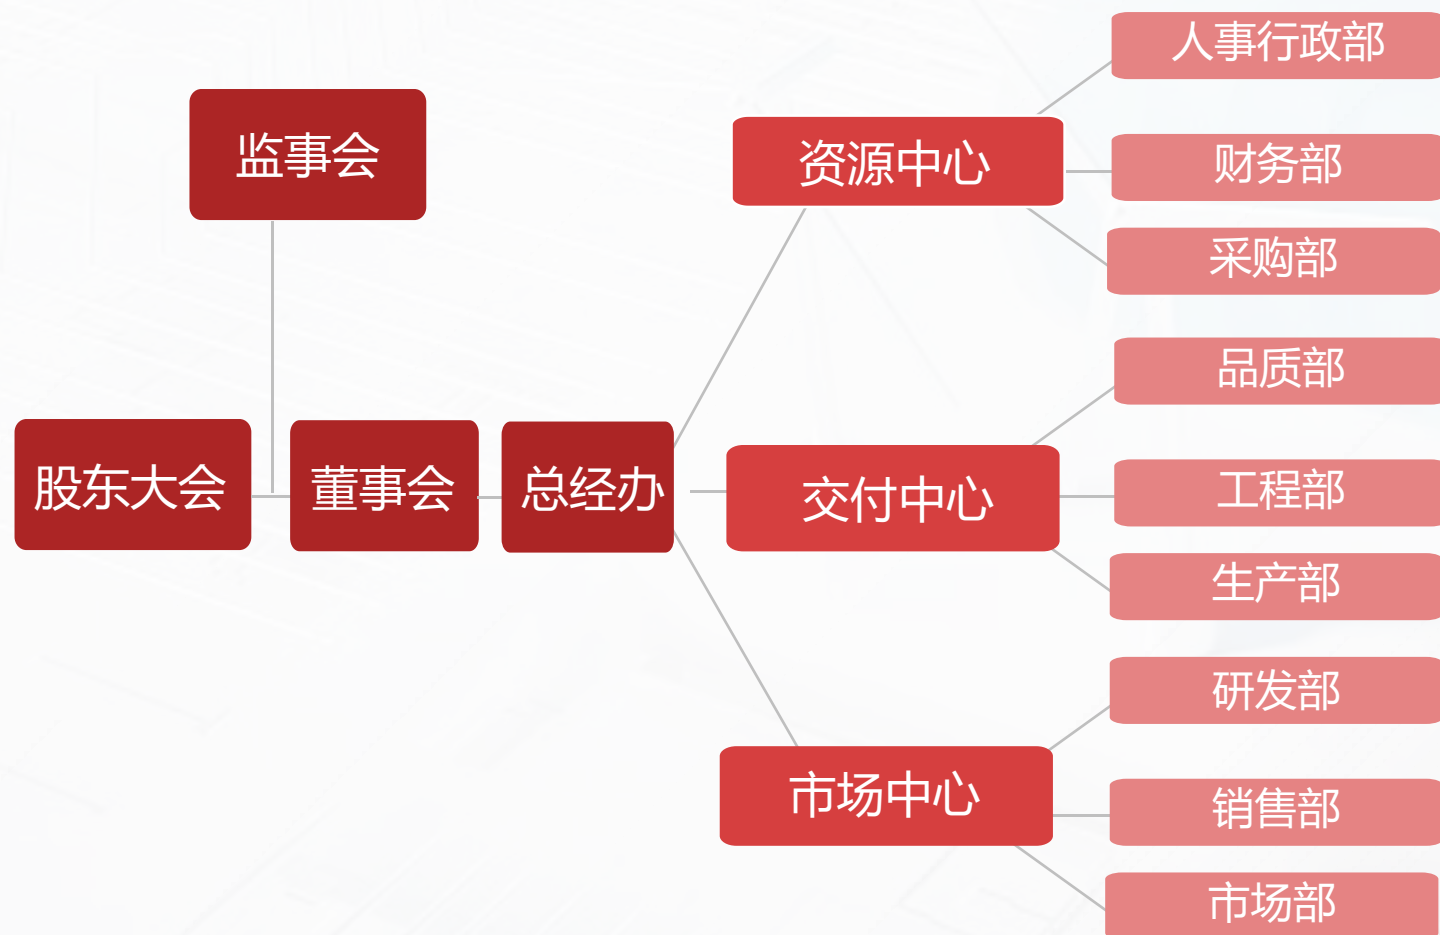 监事会
股东大会
董事会
总经办
资源中心
人事行政部
财务部
采购部
交付中心
品质部
工程部
生产部
市场中心
研发部
销售部
市场部